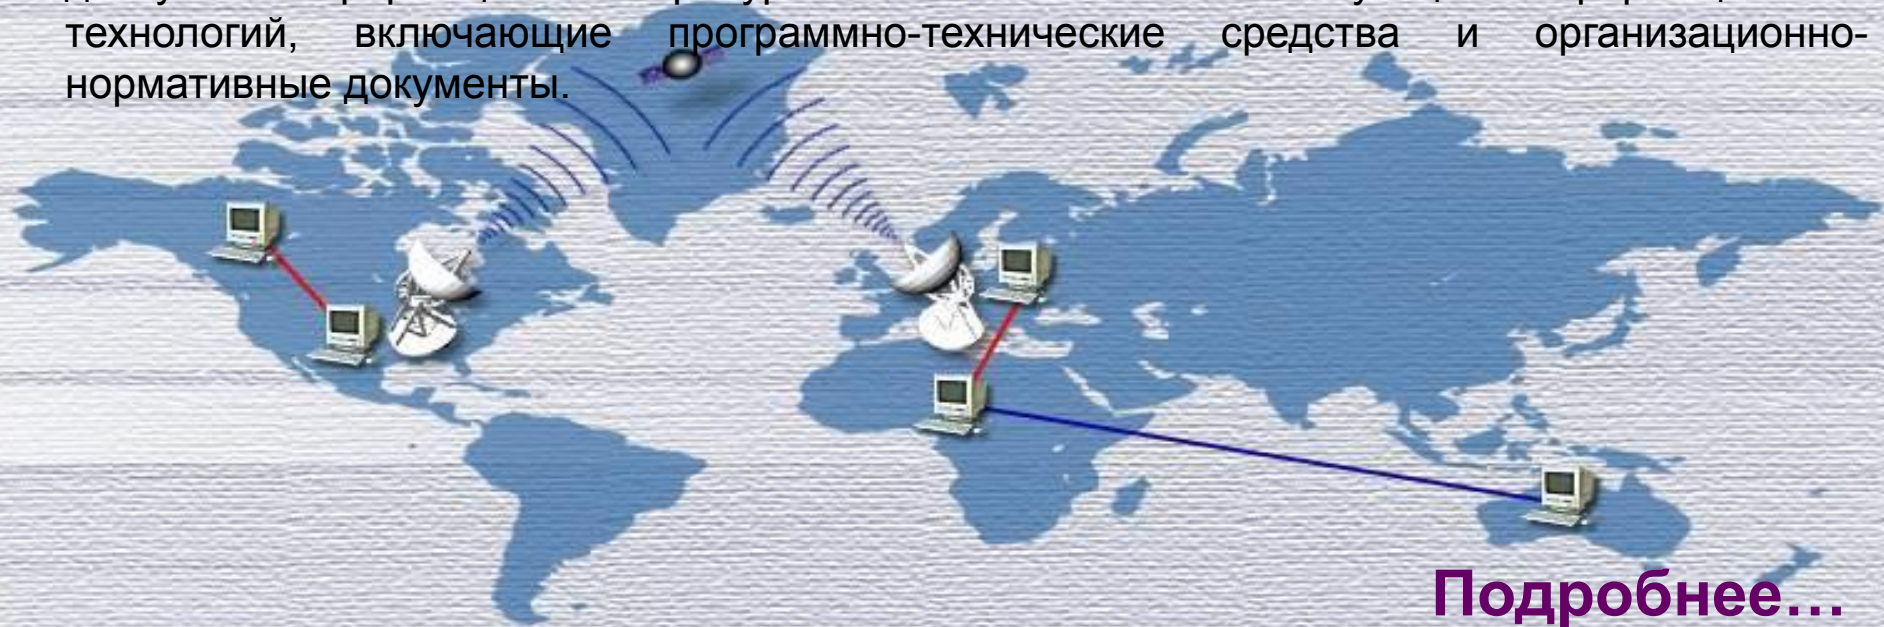 технологий, включающие программно-технические средства и организационно-
нормативные документы.
Подробнее…